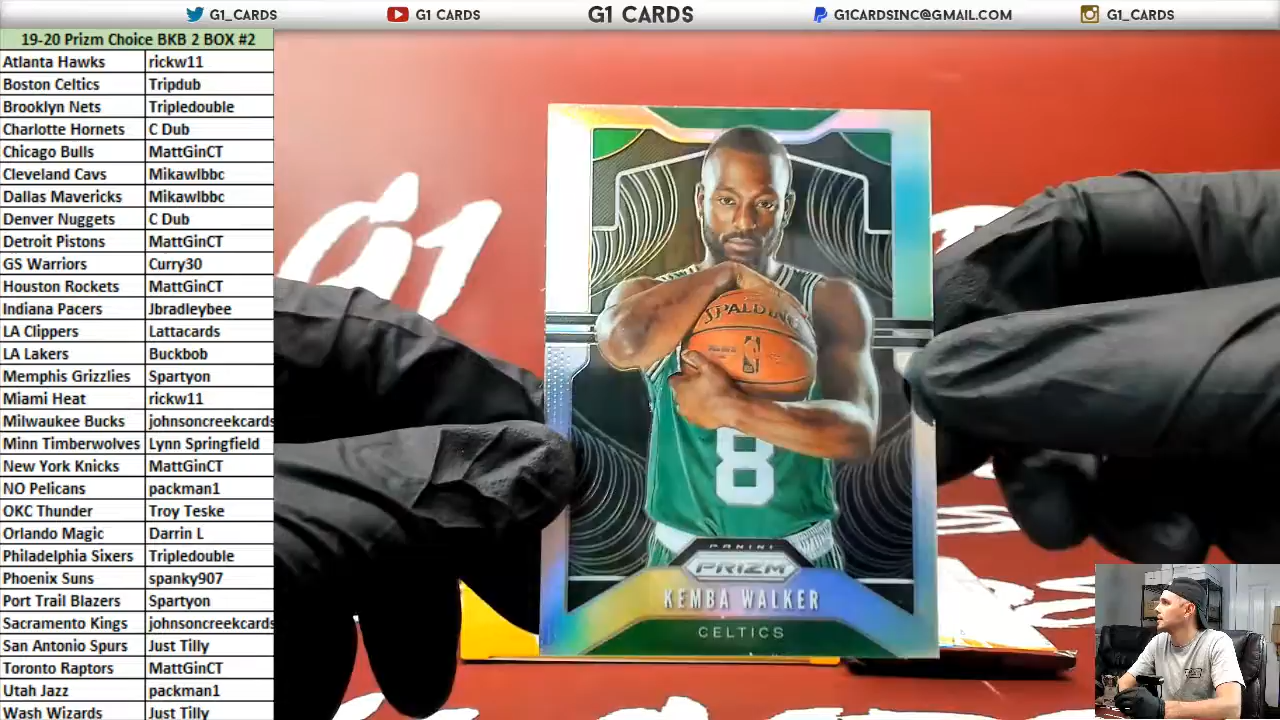 G1_CARDS
G1 CARDS
G1 CARDS
G1CARDSINC@GMAIL.COM
G1_CARDS
19-20 Prizm Choice BKB 2 BOX #2
Atlanta Hawks rickw11
Boston Celtics Tripdub
Brooklyn Nets Tripledouble
Charlotte Hornets C Dub
Chicago Bulls MattGinCT
Cleveland Cavs Mikawlbbc
Dallas Mavericks Mikawlbbc
Denver Nuggets C Dub
Detroit Pistons MattGinCT
GS Warriors Curry30
Houston Rockets MattGinCT
Indiana Pacers Jbradleybee
LA Clippers Lattacards
LA Lakers Buckbob
Memphis Grizzlies Spartyon
Miami Heat rickw11
Milwaukee Bucks johnsoncreekcards
Minn Timberwolves Lynn Springfield
New York Knicks MattGinCT
NO Pelicans packman1
OKC Thunder Troy Teske
Orlando Magic Darrin L
Philadelphia Sixers Tripledouble
Phoenix Suns spanky907
Port Trail Blazers Spartyon
Sacramento Kings johnsoncreekcards
San Antonio Spurs Just Tilly
Toronto Raptors MattGinCT
Utah Jazz packman1
Wash Wizards Just Tilly
G1
SPALDING
8
PANINI
PRIZM
KEMBA WALKER
CELTICS